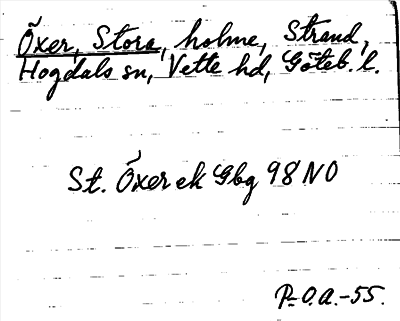 Öxer, Stora, holme, Strand,
Hogdals sn, Vette hd, Göteb. l.
St. Öxer ek Gbg 98 NO
P-O.A.-55.